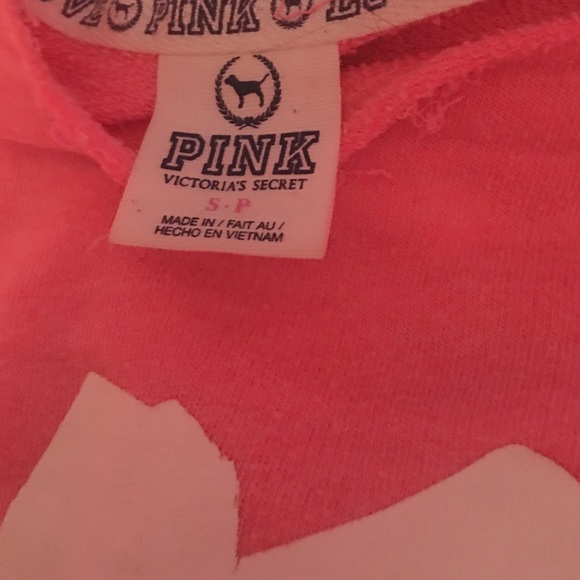 PINK
PINK
VICTORIA'S SECRET
S-P
MADE IN / FAIT AU /
HECHO EN VIETNAM